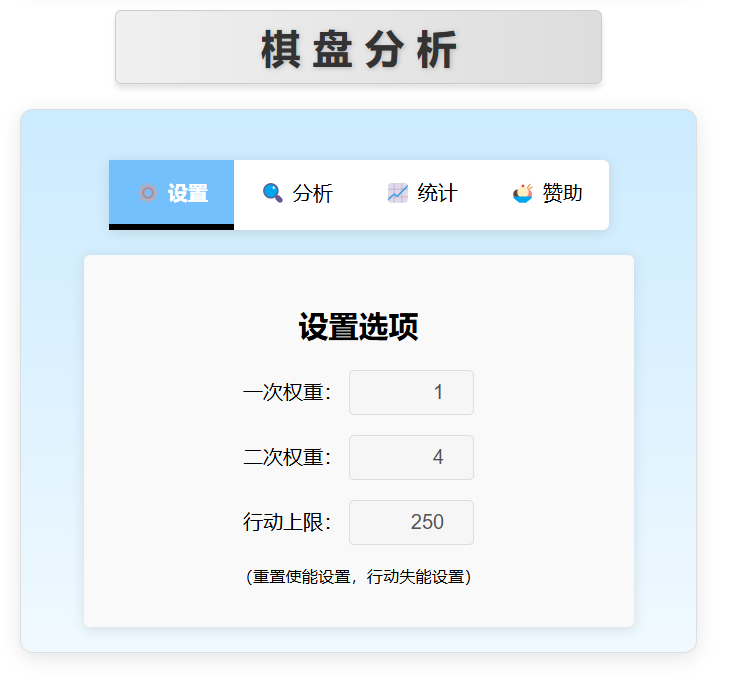 棋盘分析
设置 分析 统计 赞助
设置选项
一次权重： 1
二次权重： 4
行动上限： 250
（重置使能设置，行动失能设置）